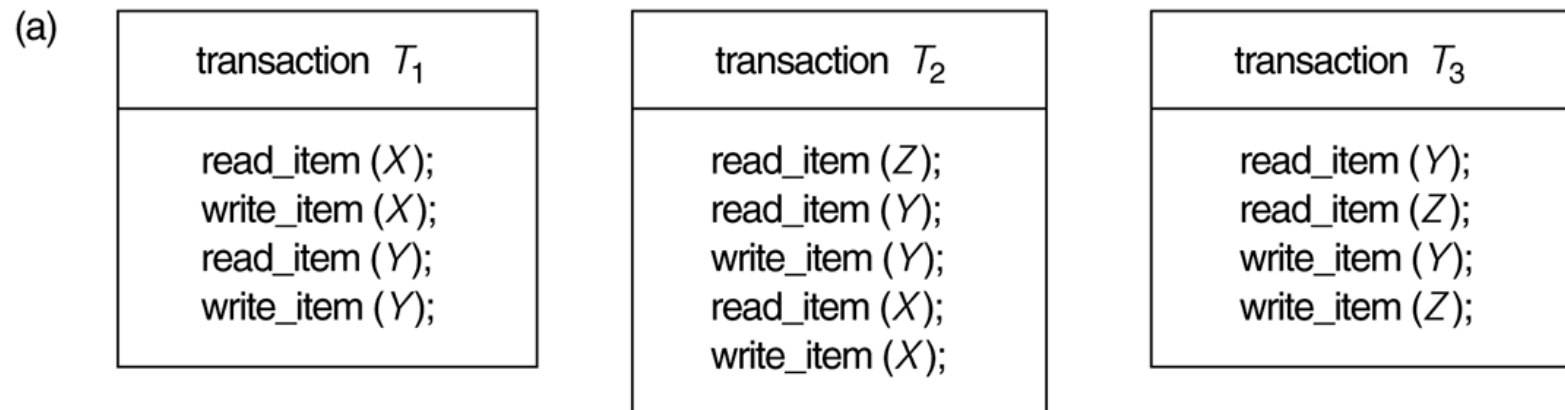 (a)
transaction T1
read_item (X);
write_item (X);
read_item (Y);
write_item (Y);
transaction T2
read_item (Z);
read_item (Y);
write_item (Y);
read_item (X);
write_item (X);
transaction T3
read_item (Y);
read_item (Z);
write_item (Y);
write_item (Z);